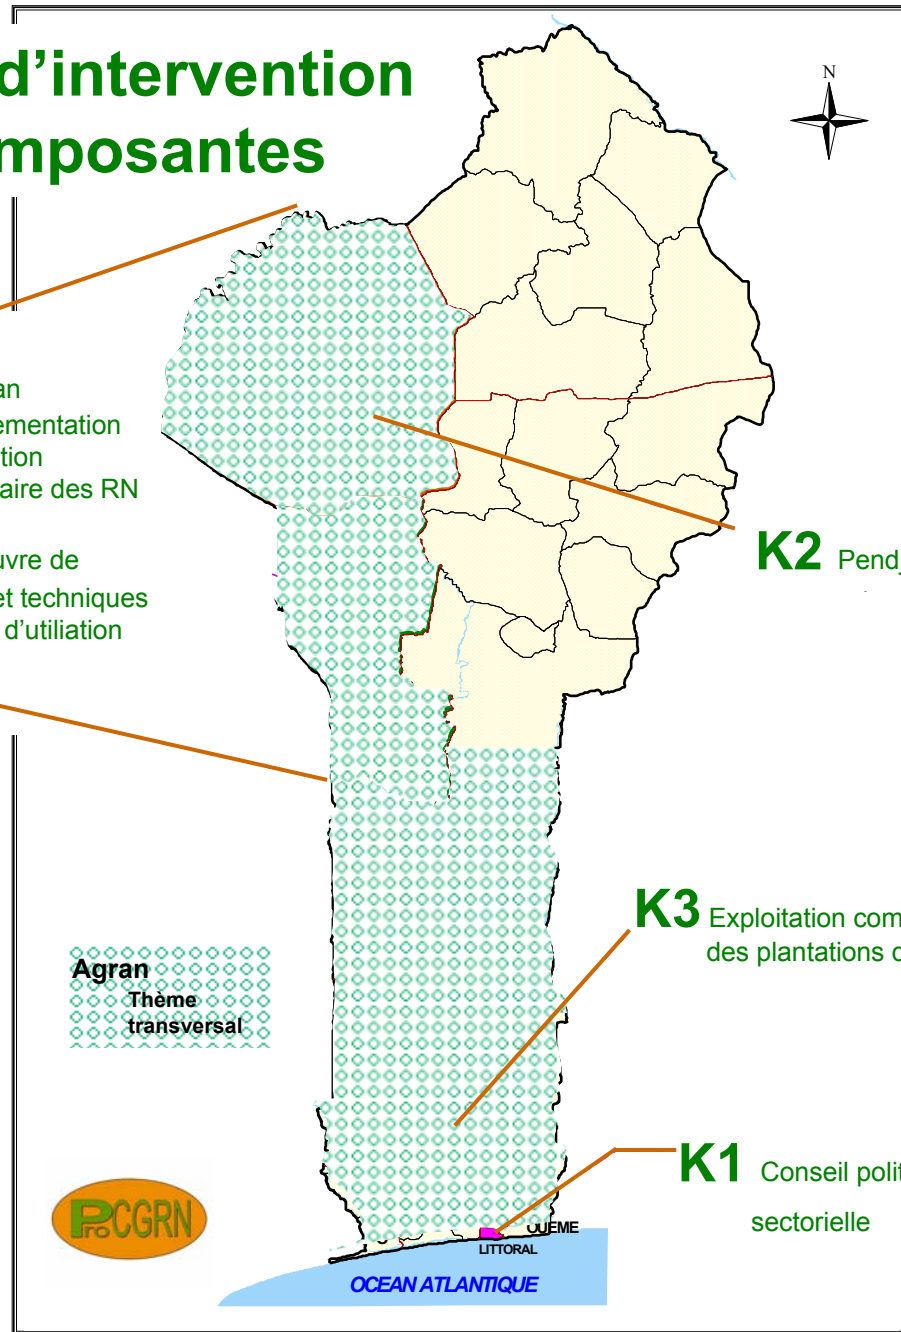 d’intervention
mposantes
N
an
ementation
tion
aire des RN
uvre de
et techniques
d’utiliation
K2 Pend
K3 Exploitation com
des plantations d
Agran
Thème
transversal
K1 Conseil polit
sectorielle
ProCGRN
OUEME
LITTORAL
OCEAN ATLANTIQUE